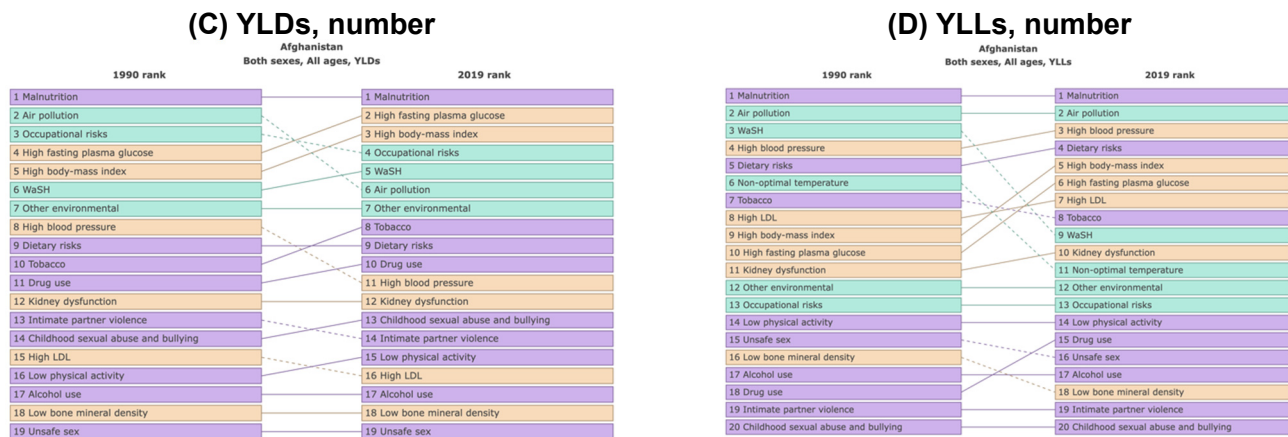 (C) YLDs, number
Afghanistan
Both sexes, All ages, YLDs
1990 rank
2019 rank
1 Malnutrition
2 Air pollution
3 Occupational risks
4 High fasting plasma glucose
5 High body-mass index
6 WaSH
7 Other environmental
8 High blood pressure
9 Dietary risks
10 Tobacco
11 Drug use
12 Kidney dysfunction
13 Intimate partner violence
14 Childhood sexual abuse and bullying
15 High LDL
16 Low physical activity
17 Alcohol use
18 Low bone mineral density
19 Unsafe sex
1 Malnutrition
2 High fasting plasma glucose
3 High body-mass index
4 Occupational risks
5 WaSH
6 Air pollution
7 Other environmental
8 Tobacco
9 Dietary risks
10 Drug use
11 High blood pressure
12 Kidney dysfunction
13 Childhood sexual abuse and bullying
14 Intimate partner violence
15 Low physical activity
16 High LDL
17 Alcohol use
18 Low bone mineral density
19 Unsafe sex
(D) YLLs, number
Afghanistan
Both sexes, All ages, YLLs
1990 rank
2019 rank
1 Malnutrition
2 Air pollution
3 WaSH
4 High blood pressure
5 Dietary risks
6 Non-optimal temperature
7 Tobacco
8 High LDL
9 High body-mass index
10 High fasting plasma glucose
11 Kidney dysfunction
12 Other environmental
13 Occupational risks
14 Low physical activity
15 Unsafe sex
16 Low bone mineral density
17 Alcohol use
18 Drug use
19 Intimate partner violence
20 Childhood sexual abuse and bullying
1 Malnutrition
2 Air pollution
3 High blood pressure
4 Dietary risks
5 High body-mass index
6 High fasting plasma glucose
7 High LDL
8 Tobacco
9 WaSH
10 Kidney dysfunction
11 Non-optimal temperature
12 Other environmental
13 Occupational risks
14 Low physical activity
15 Drug use
16 Unsafe sex
17 Alcohol use
18 Low bone mineral density
19 Intimate partner violence
20 Childhood sexual abuse and bullying